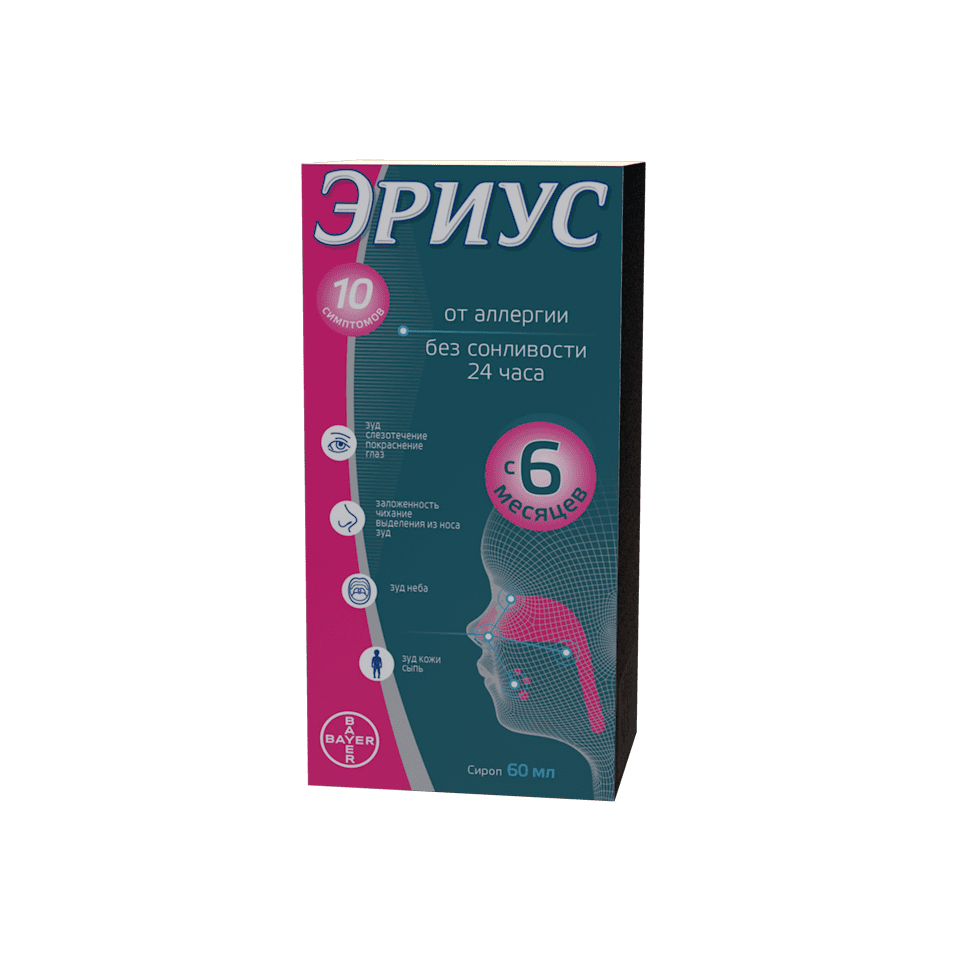 ЭРИУС
10
СИМПТОМОВ
от аллергии
без сонливости
24 часа
зуд
слезотечение
покраснение
глаз
с 6
месяцев
заложенность
чихание
выделения из носа
зуд
зуд неба
зуд кожи
сыпь
BAYER
BAYER
Сироп 60 мл